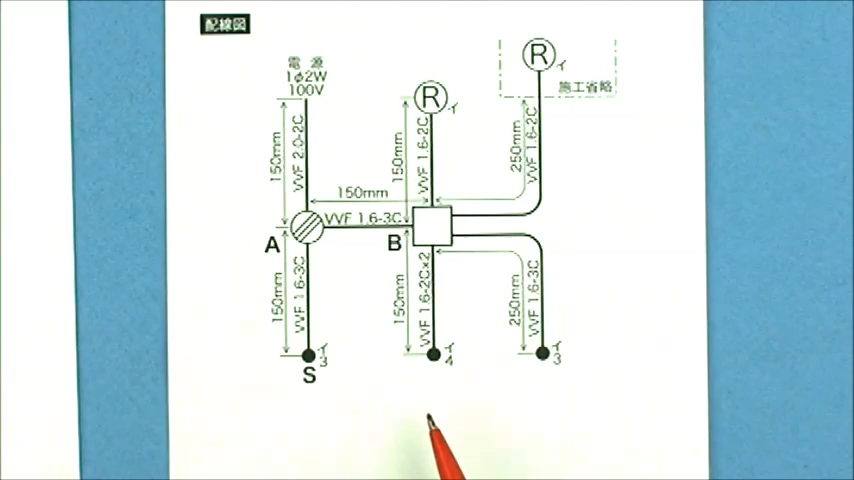 配線図
電源
1φ2W
100V
R
イ
R
イ
施工省略
150mm
VVF 2.0-2C
150mm
VVF 1.6-2C
250mm
VVF 1.6-2C
150mm
VVF 1.6-3C
A
B
150mm
VVF 1.6-3C
150mm
VVF 1.6-2C×2
250mm
VVF 1.6-3C
イ
3
S
イ
4
イ
3